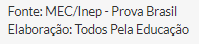 Fonte: MEC/Inep - Prova Brasil
Elaboração: Todos Pela Educação